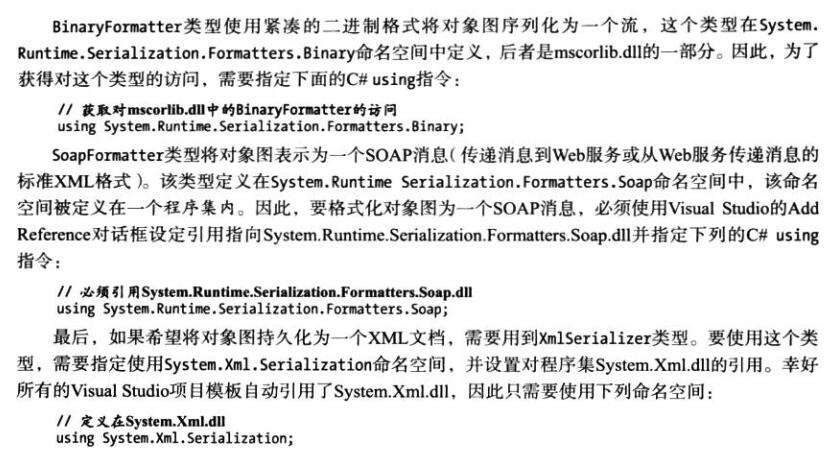 BinaryFormatter类型使用紧凑的二进制格式将对象图序列化为一个流，这个类型在System.
Runtime.Serialization.Formatters.Binary命名空间中定义，后者是mscorlib.dll的一部分。因此，为了
获得对这个类型的访问，需要指定下面的C# using指令：
// 获取对mscorlib.dll中的BinaryFormatter的访问
using System.Runtime.Serialization.Formatters.Binary;
SoapFormatter类型将对象图表示为一个SOAP消息（传递消息到Web服务或从Web服务传递消息的
标准XML格式）。该类型定义在System.Runtime Serialization.Formatters.Soap命名空间中，该命名
空间被定义在一个程序集内。因此，要格式化对象图为一个SOAP消息，必须使用Visual Studio的Add
Reference对话框设定引用指向System.Runtime.Serialization.Formatters.Soap.dll并指定下列的C# using
指令：
// 必须引用System.Runtime.Serialization.Formatters.Soap.dll
using System.Runtime.Serialization.Formatters.Soap;
最后，如果希望将对象图持久化为一个XML文档，需要用到XmlSerializer类型。要使用这个类
型，需要指定使用System.Xml.Serialization命名空间，并设置对程序集System.Xml.dll的引用。幸好
所有的Visual Studio项目模板自动引用了System.Xml.dll，因此只需要使用下列命名空间：
// 定义在System.Xml.dll
using System.Xml.Serialization;